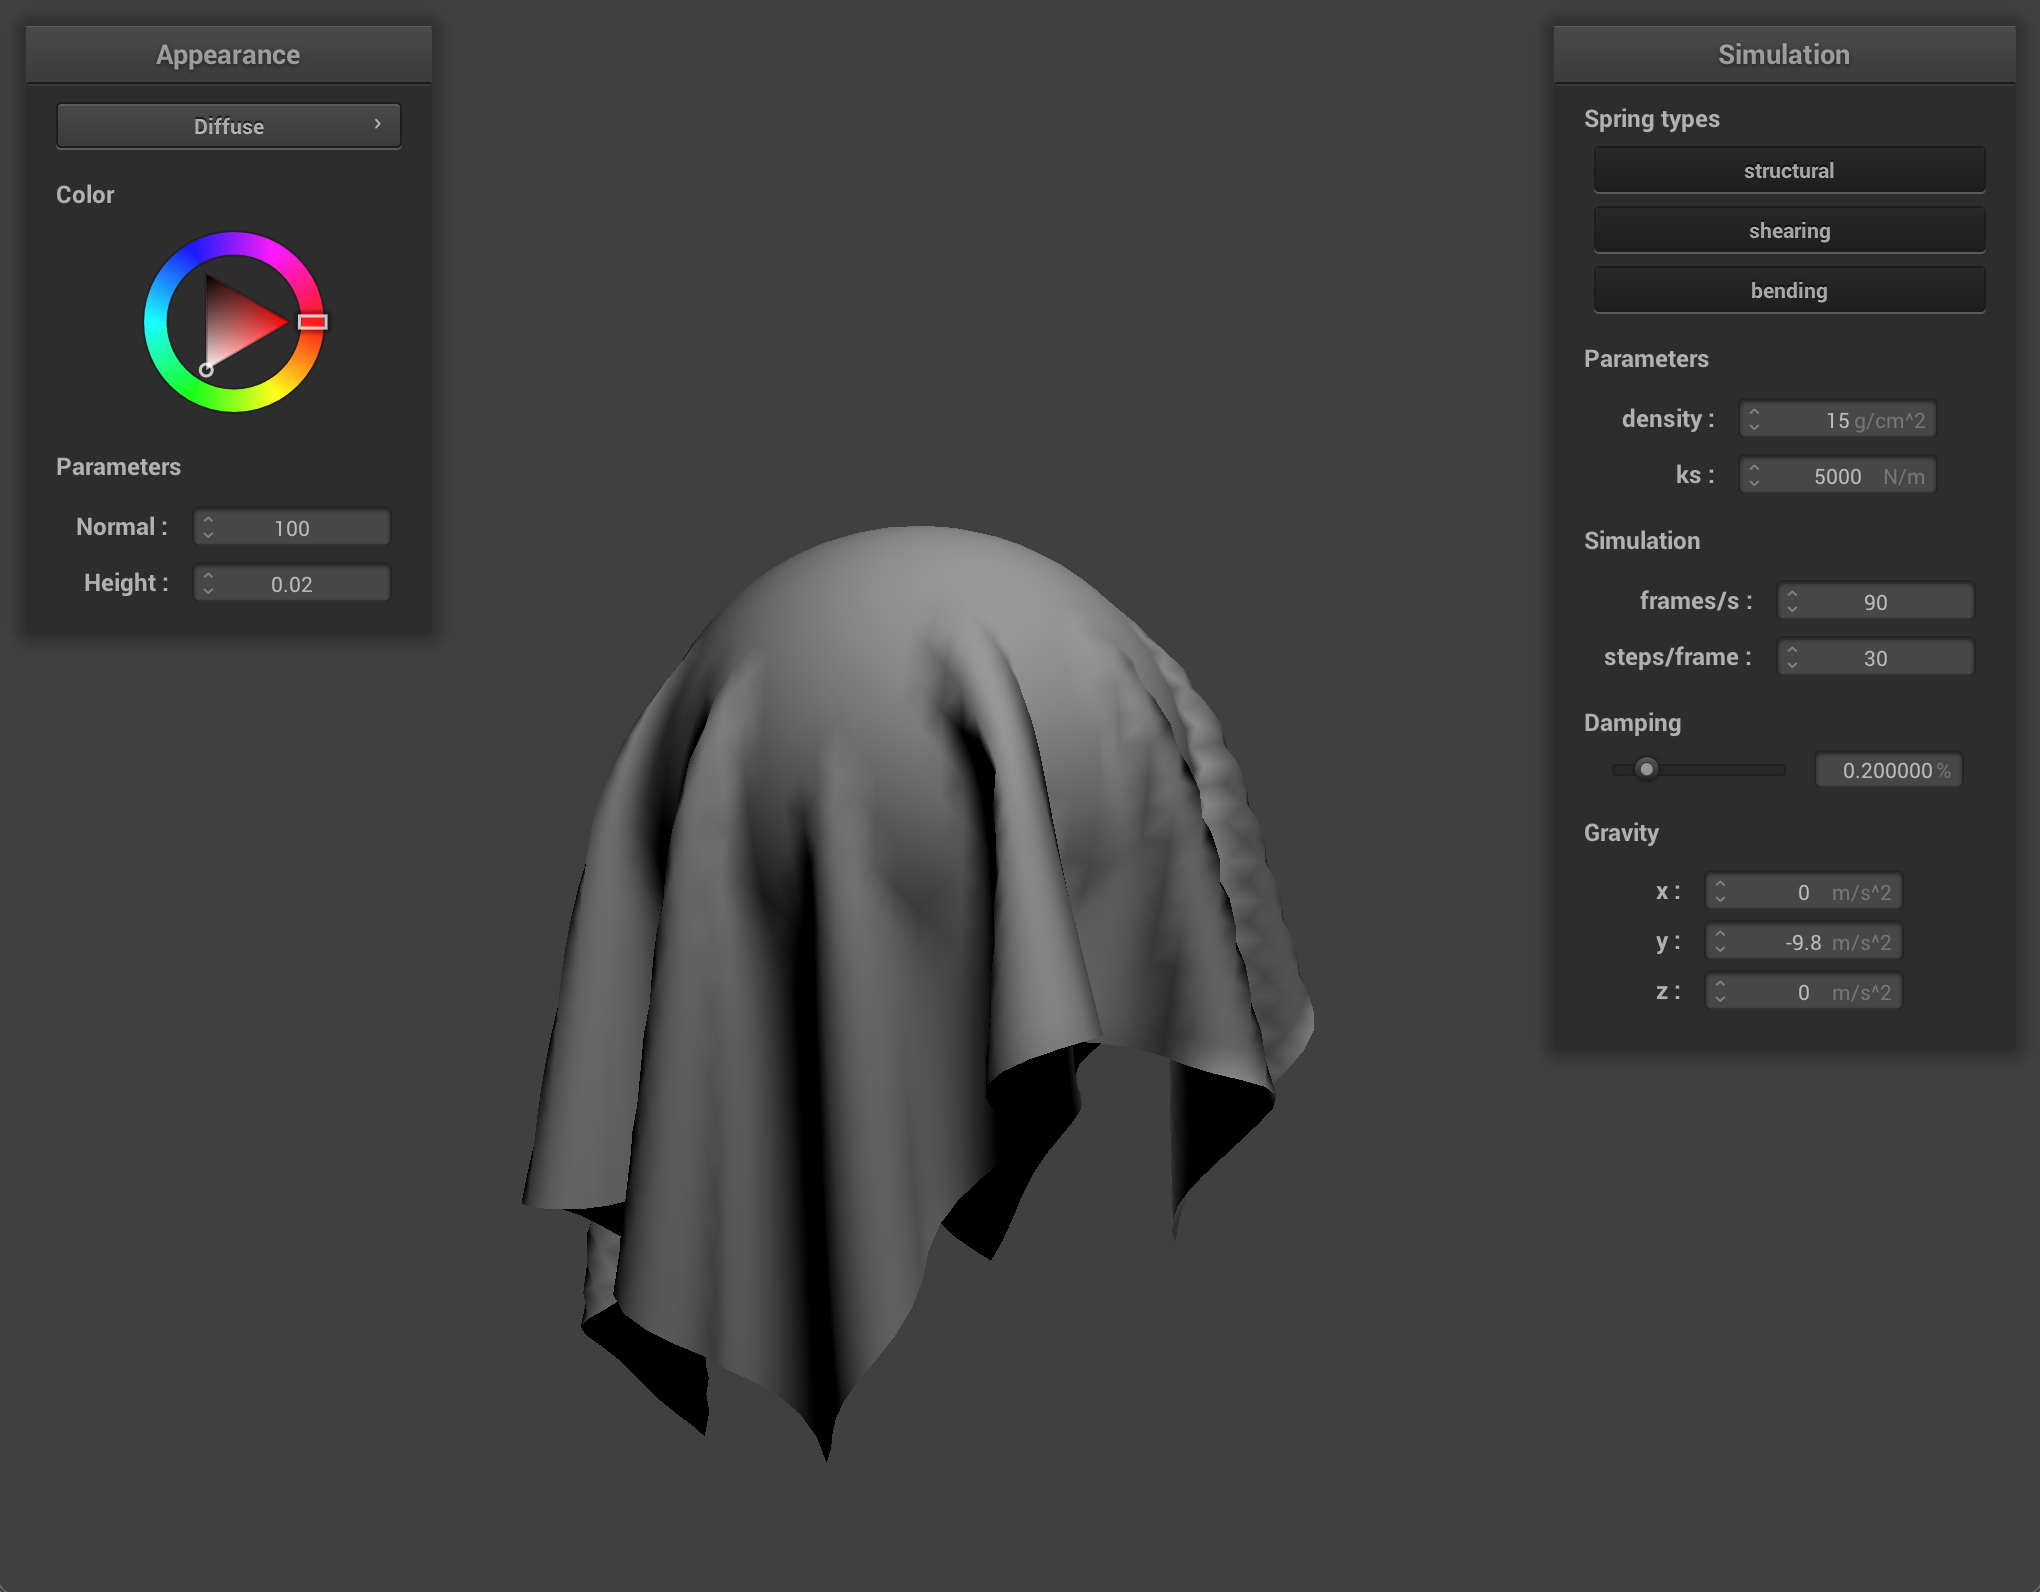 Appearance
Diffuse
Color
Parameters
Normal : 100
Height : 0.02
Simulation
Spring types
structural
shearing
bending
Parameters
density : 15 g/cm^2
ks : 5000 N/m
Simulation
frames/s : 90
steps/frame : 30
Damping
0.200000 %
Gravity
x : 0 m/s^2
y : -9.8 m/s^2
z : 0 m/s^2